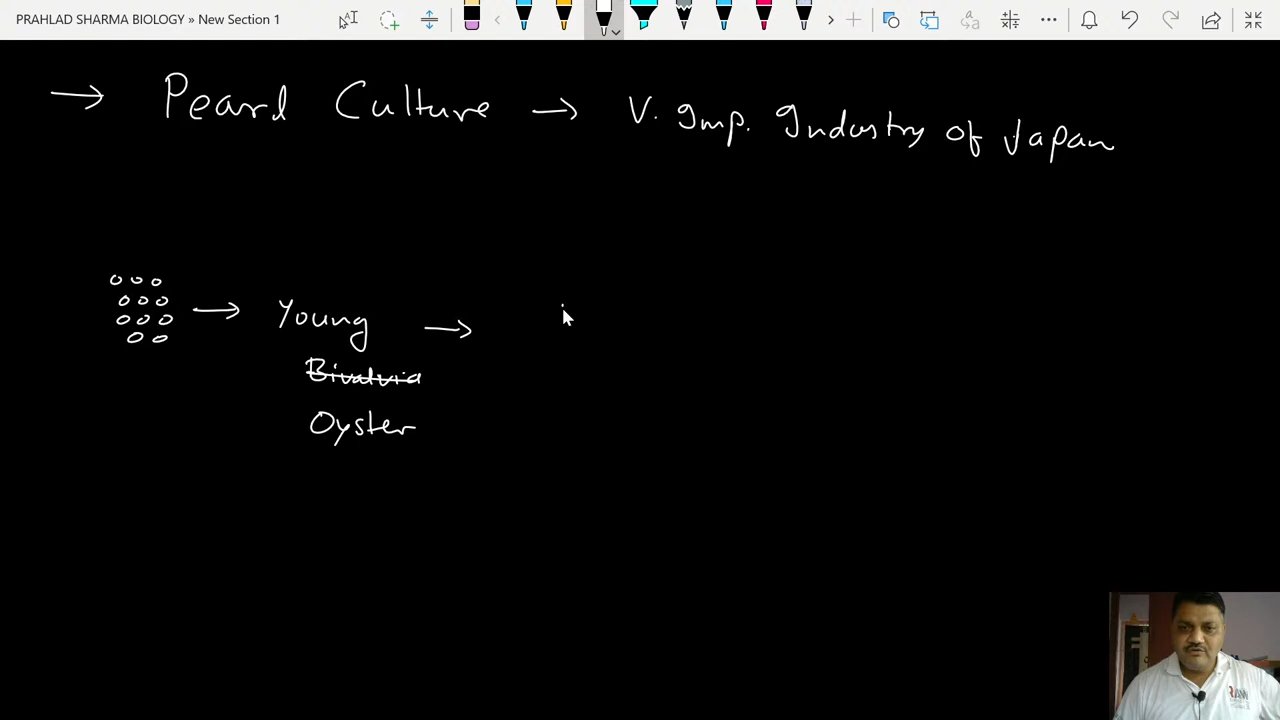 PRAHLAD SHARMA BIOLOGY » New Section 1
→ Pearl Culture → V. Imp. Industry of Japan
→ Young →
Bivalvia
Oyster